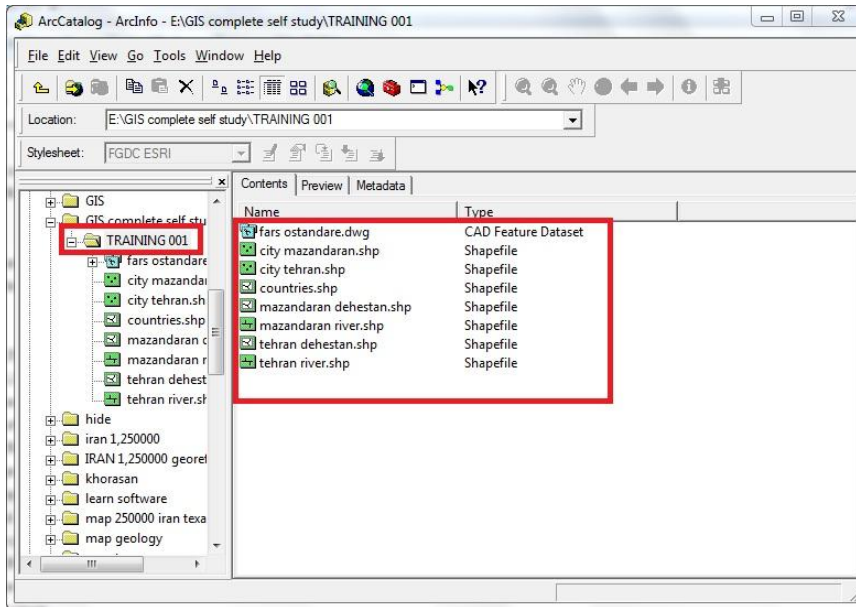 ArcCatalog - ArcInfo - E:\GIS complete self study\TRAINING 001
File Edit View Go Tools Window Help
Location: E:\GIS complete self study\TRAINING 001
Stylesheet: FGDC ESRI
GIS
GIS complete self stu
TRAINING 001
fars ostandare
city mazandar
city tehran.sh
countries.shp
mazandaran d
mazandaran r
tehran dehest
tehran river.sh
hide
iran 1,250000
IRAN 1,250000 georef
khorasan
learn software
map 250000 iran texa
map geology
Contents Preview Metadata
Name Type
fars ostandare.dwg CAD Feature Dataset
city mazandaran.shp Shapefile
city tehran.shp Shapefile
countries.shp Shapefile
mazandaran dehestan.shp Shapefile
mazandaran river.shp Shapefile
tehran dehestan.shp Shapefile
tehran river.shp Shapefile